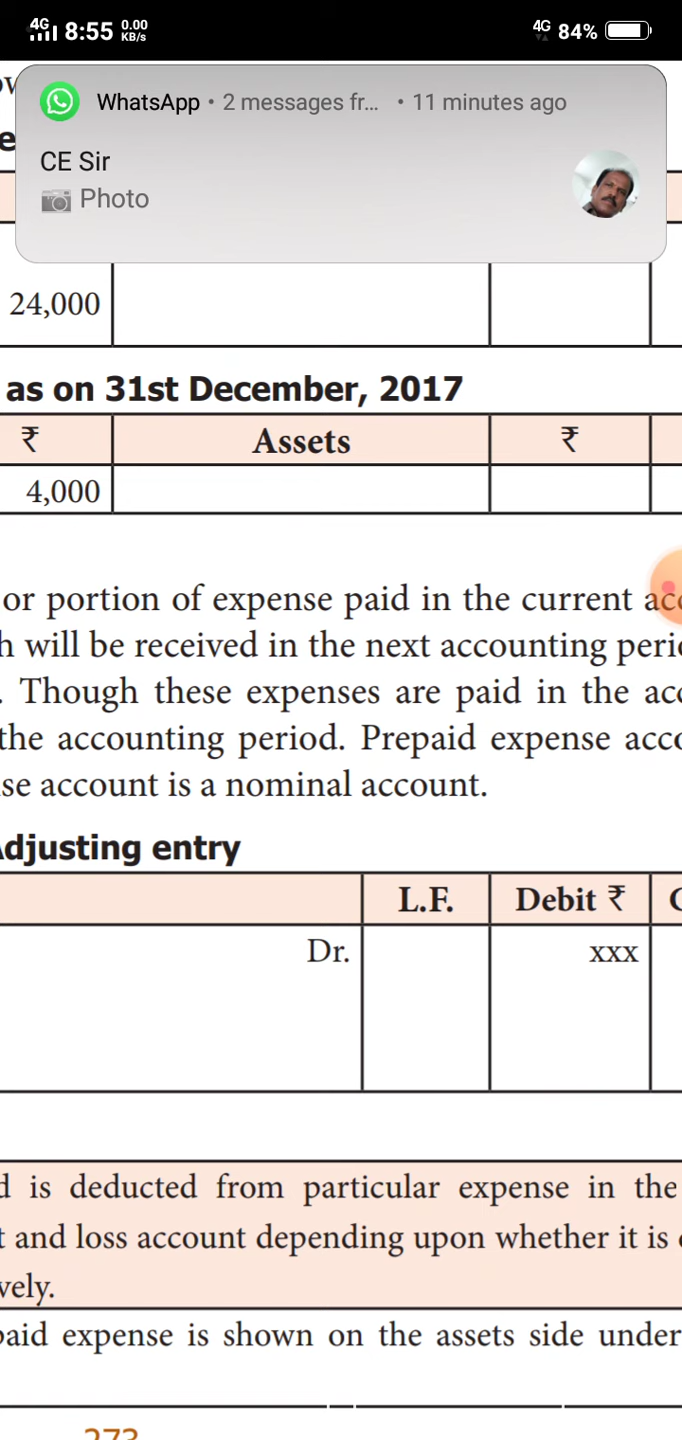 4G 8:55 0.00 KB/s 4G 84%
WhatsApp • 2 messages fr... • 11 minutes ago
CE Sir
Photo
24,000
as on 31st December, 2017
₹ Assets ₹
4,000
or portion of expense paid in the current acc
h will be received in the next accounting peri
. Though these expenses are paid in the acc
the accounting period. Prepaid expense acco
se account is a nominal account.
djusting entry
L.F. Debit ₹
Dr. xxx
d is deducted from particular expense in the
t and loss account depending upon whether it is
vely.
paid expense is shown on the assets side under
273